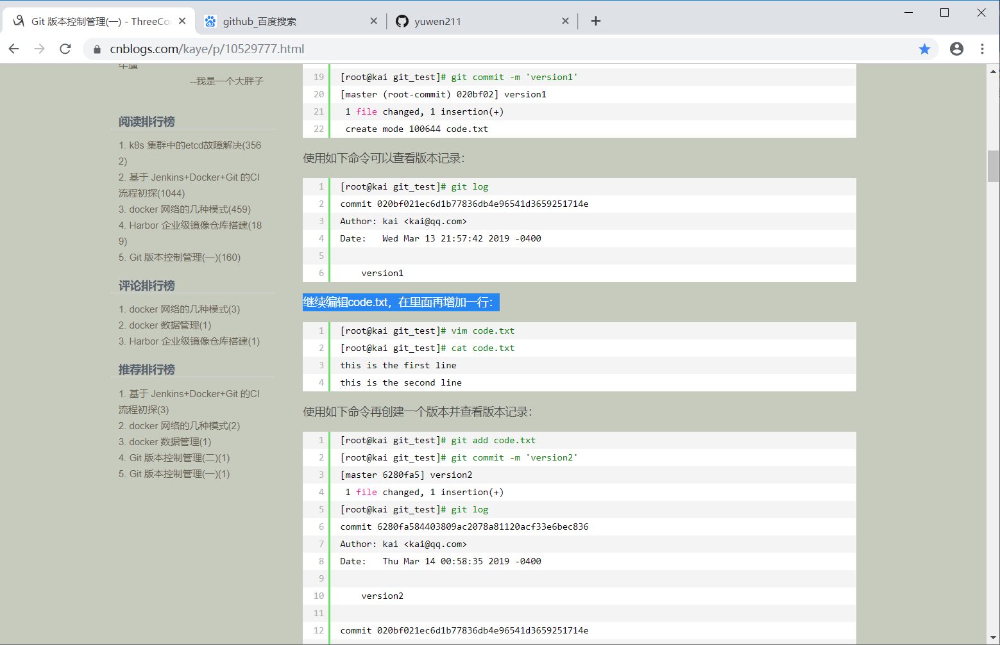 Git 版本控制管理(一) - ThreeCo
github_百度搜索
yuwen211
cnblogs.com/kaye/p/10529777.html
--我是一个大胖子
阅读排行榜
1. k8s 集群中的etcd故障解决(356
2)
2. 基于 Jenkins+Docker+Git 的CI
流程初探(1044)
3. docker 网络的几种模式(459)
4. Harbor 企业级镜像仓库搭建(18
9)
5. Git 版本控制管理(一)(160)
评论排行榜
1. docker 网络的几种模式(3)
2. docker 数据管理(1)
3. Harbor 企业级镜像仓库搭建(1)
推荐排行榜
1. 基于 Jenkins+Docker+Git 的CI
流程初探(3)
2. docker 网络的几种模式(2)
3. docker 数据管理(1)
4. Git 版本控制管理(二)(1)
5. Git 版本控制管理(一)(1)
19 [root@kai git_test]# git commit -m 'version1'
20 [master (root-commit) 020bf02] version1
21 1 file changed, 1 insertion(+)
22 create mode 100644 code.txt
使用如下命令可以查看版本记录：
1 [root@kai git_test]# git log
2 commit 020bf021ec6d1b77836db4e96541d3659251714e
3 Author: kai <kai@qq.com>
4 Date:   Wed Mar 13 21:57:42 2019 -0400
5
6 version1
继续编辑code.txt，在里面再增加一行：
1 [root@kai git_test]# vim code.txt
2 [root@kai git_test]# cat code.txt
3 this is the first line
4 this is the second line
使用如下命令再创建一个版本并查看版本记录：
1 [root@kai git_test]# git add code.txt
2 [root@kai git_test]# git commit -m 'version2'
3 [master 6280fa5] version2
4 1 file changed, 1 insertion(+)
5 [root@kai git_test]# git log
6 commit 6280fa584403809ac2078a81120acf33e6bec836
7 Author: kai <kai@qq.com>
8 Date:   Thu Mar 14 00:58:35 2019 -0400
9
10 version2
11
12 commit 020bf021ec6d1b77836db4e96541d3659251714e